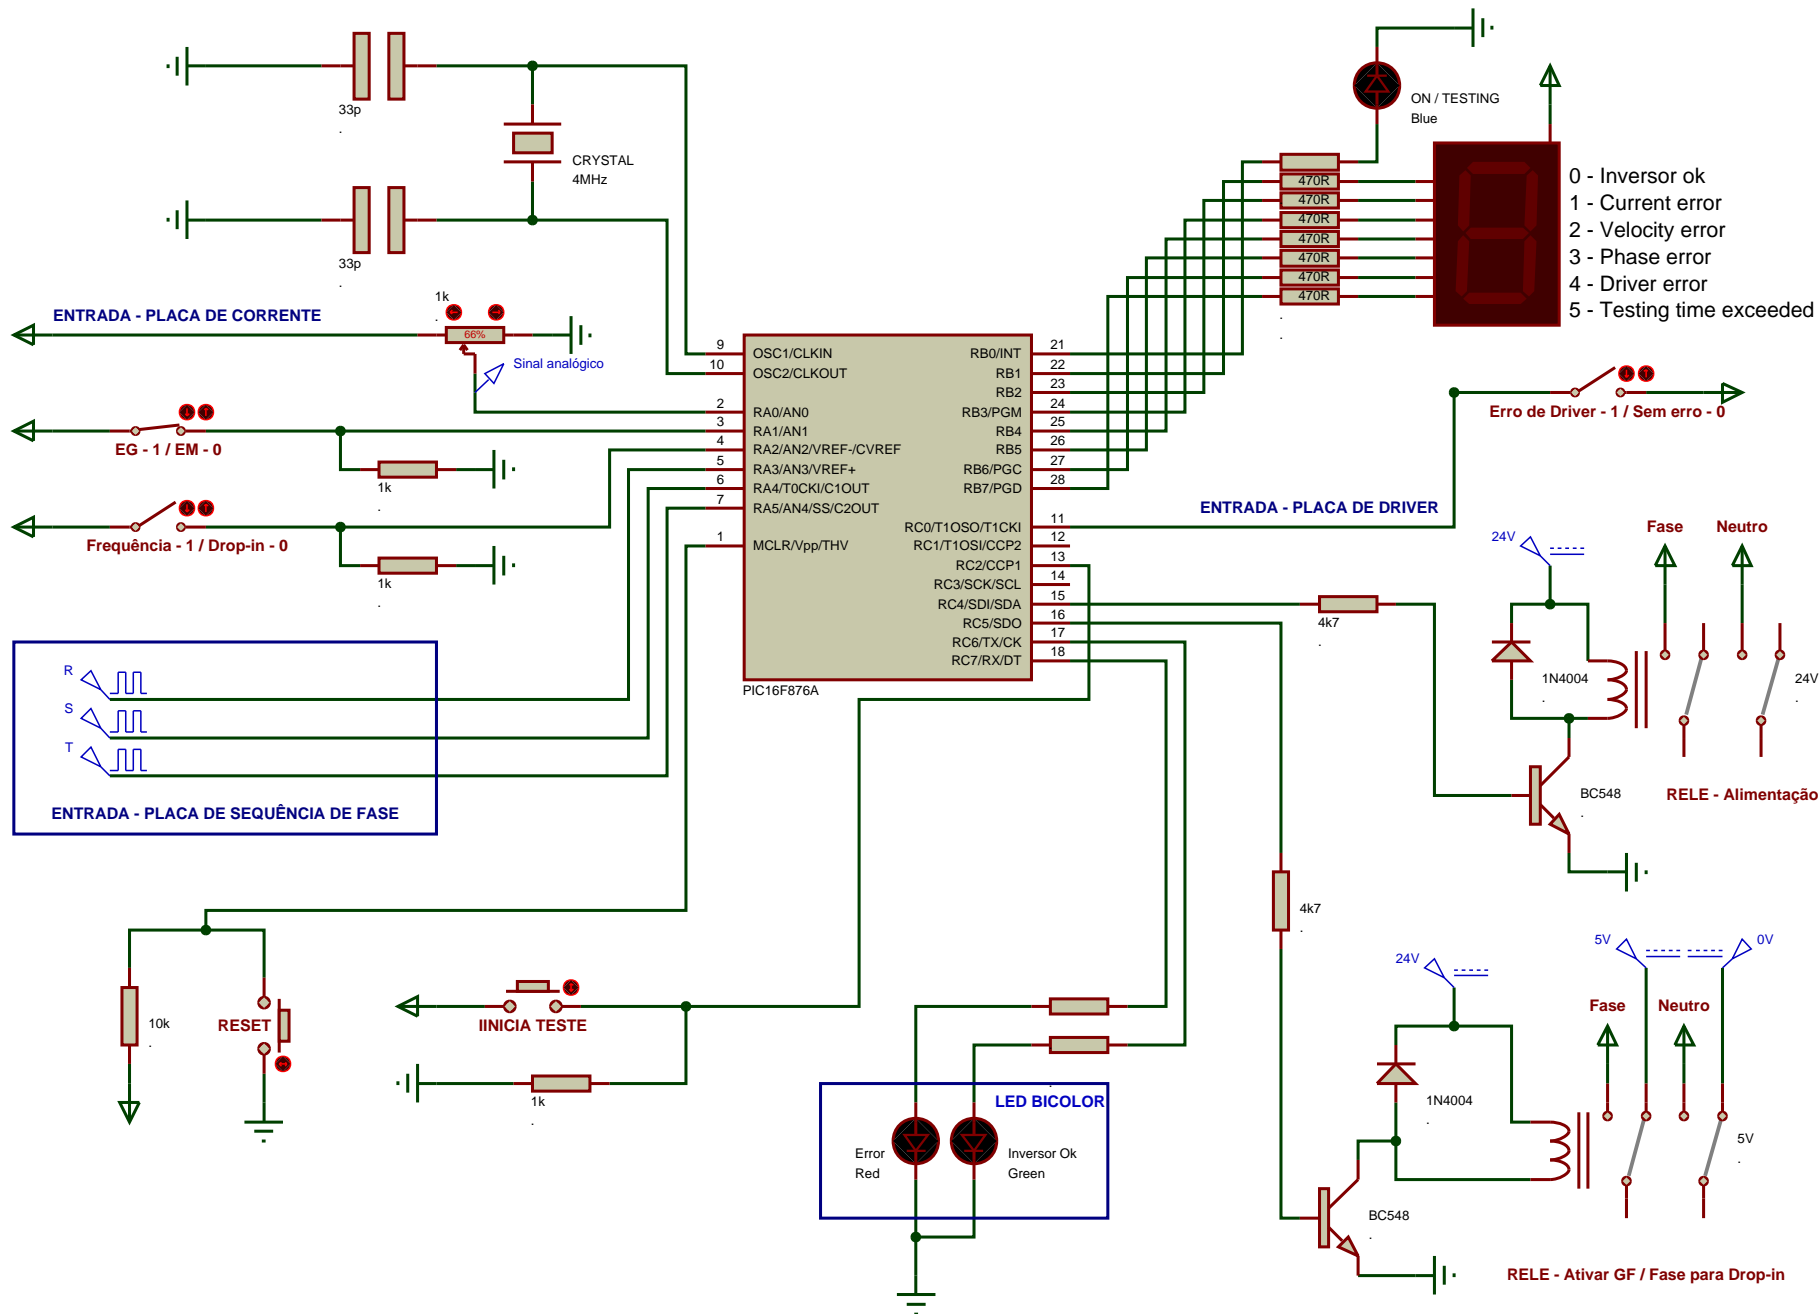 33p
CRYSTAL
4MHz
33p
ON / TESTING
Blue
470R
470R
470R
470R
470R
470R
470R
0 - Inversor ok
1 - Current error
2 - Velocity error
3 - Phase error
4 - Driver error
5 - Testing time exceeded
ENTRADA - PLACA DE CORRENTE
1k
66%
Sinal analógico
EG - 1 / EM - 0
1k
Frequência - 1 / Drop-in - 0
1k
9 OSC1/CLKIN
10 OSC2/CLKOUT
2 RA0/AN0
3 RA1/AN1
4 RA2/AN2/VREF-/CVREF
5 RA3/AN3/VREF+
6 RA4/T0CKI/C1OUT
7 RA5/AN4/SS/C2OUT
1 MCLR/Vpp/THV
RB0/INT 21
RB1 22
RB2 23
RB3/PGM 24
RB4 25
RB5 26
RB6/PGC 27
RB7/PGD 28
RC0/T1OSO/T1CKI 11
RC1/T1OSI/CCP2 12
RC2/CCP1 13
RC3/SCK/SCL 14
RC4/SDI/SDA 15
RC5/SDO 16
RC6/TX/CK 17
RC7/RX/DT 18
PIC16F876A
Erro de Driver - 1 / Sem erro - 0
ENTRADA - PLACA DE DRIVER
R
S
T
ENTRADA - PLACA DE SEQUÊNCIA DE FASE
24V
Fase
Neutro
4k7
1N4004
24V
BC548
RELE - Alimentação
4k7
10k
RESET
IINICIA TESTE
1k
LED BICOLOR
Error
Red
Inversor Ok
Green
24V
5V
0V
Fase
Neutro
1N4004
5V
BC548
RELE - Ativar GF / Fase para Drop-in